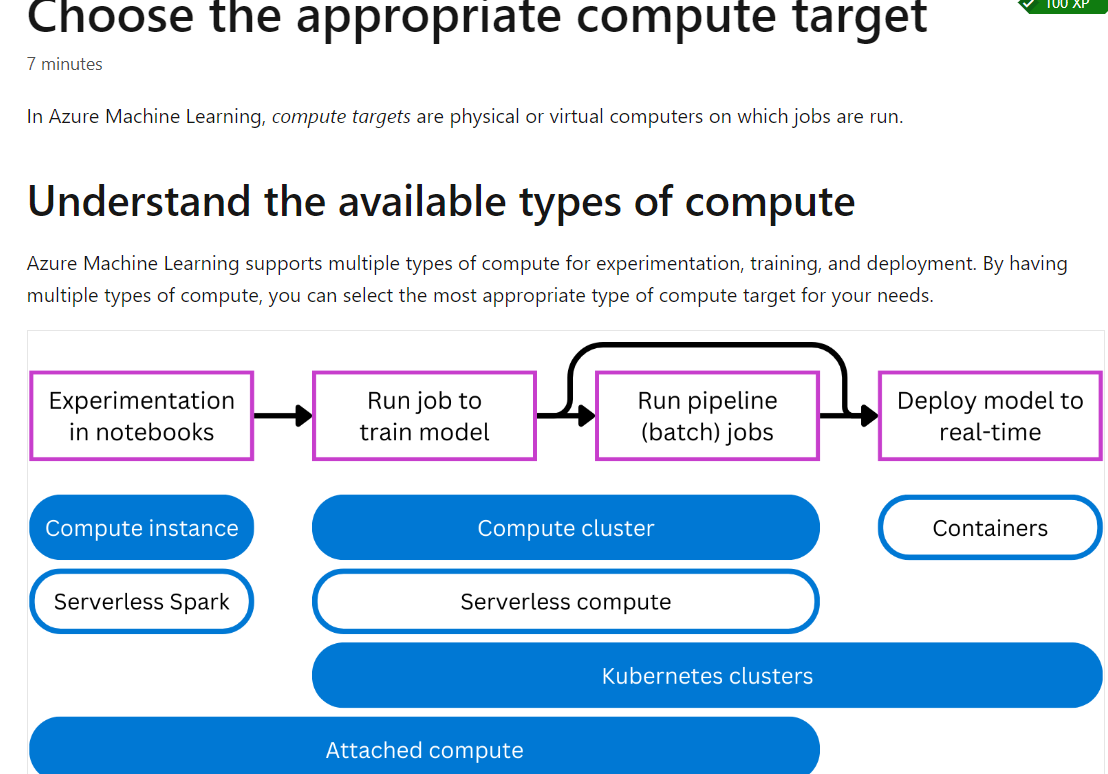 Choose the appropriate compute target
100 XP
7 minutes
In Azure Machine Learning, compute targets are physical or virtual computers on which jobs are run.
Understand the available types of compute
Azure Machine Learning supports multiple types of compute for experimentation, training, and deployment. By having
multiple types of compute, you can select the most appropriate type of compute target for your needs.
Experimentation
in notebooks
Run job to
train model
Run pipeline
(batch) jobs
Deploy model to
real-time
Compute instance
Compute cluster
Containers
Serverless Spark
Serverless compute
Kubernetes clusters
Attached compute